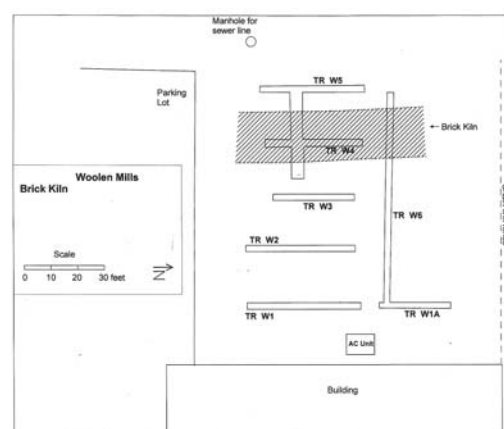 Manhole for
sewer line
TR W5
Parking
Lot
Brick Kiln
TR W4
Woolen Mills
Brick Kiln
TR W3
TR W6
Scale
TR W2
N
0 10 20 30 feet
TR W1
TR W1A
AC Unit
Building